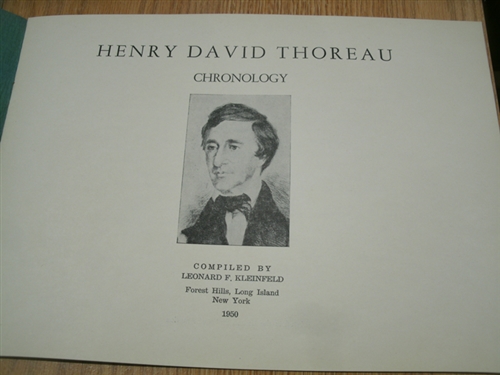 HENRY DAVID THOREAU
CHRONOLOGY
COMPILED BY
LEONARD F. KLEINFELD
Forest Hills, Long Island
New York
1950